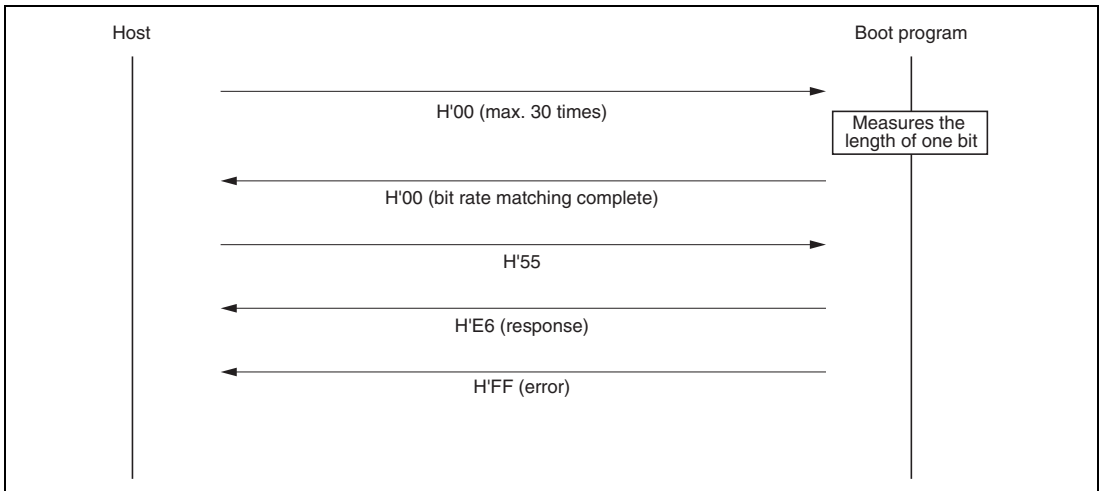 Host
Boot program
H'00 (max. 30 times)
Measures the
length of one bit
H'00 (bit rate matching complete)
H'55
H'E6 (response)
H'FF (error)